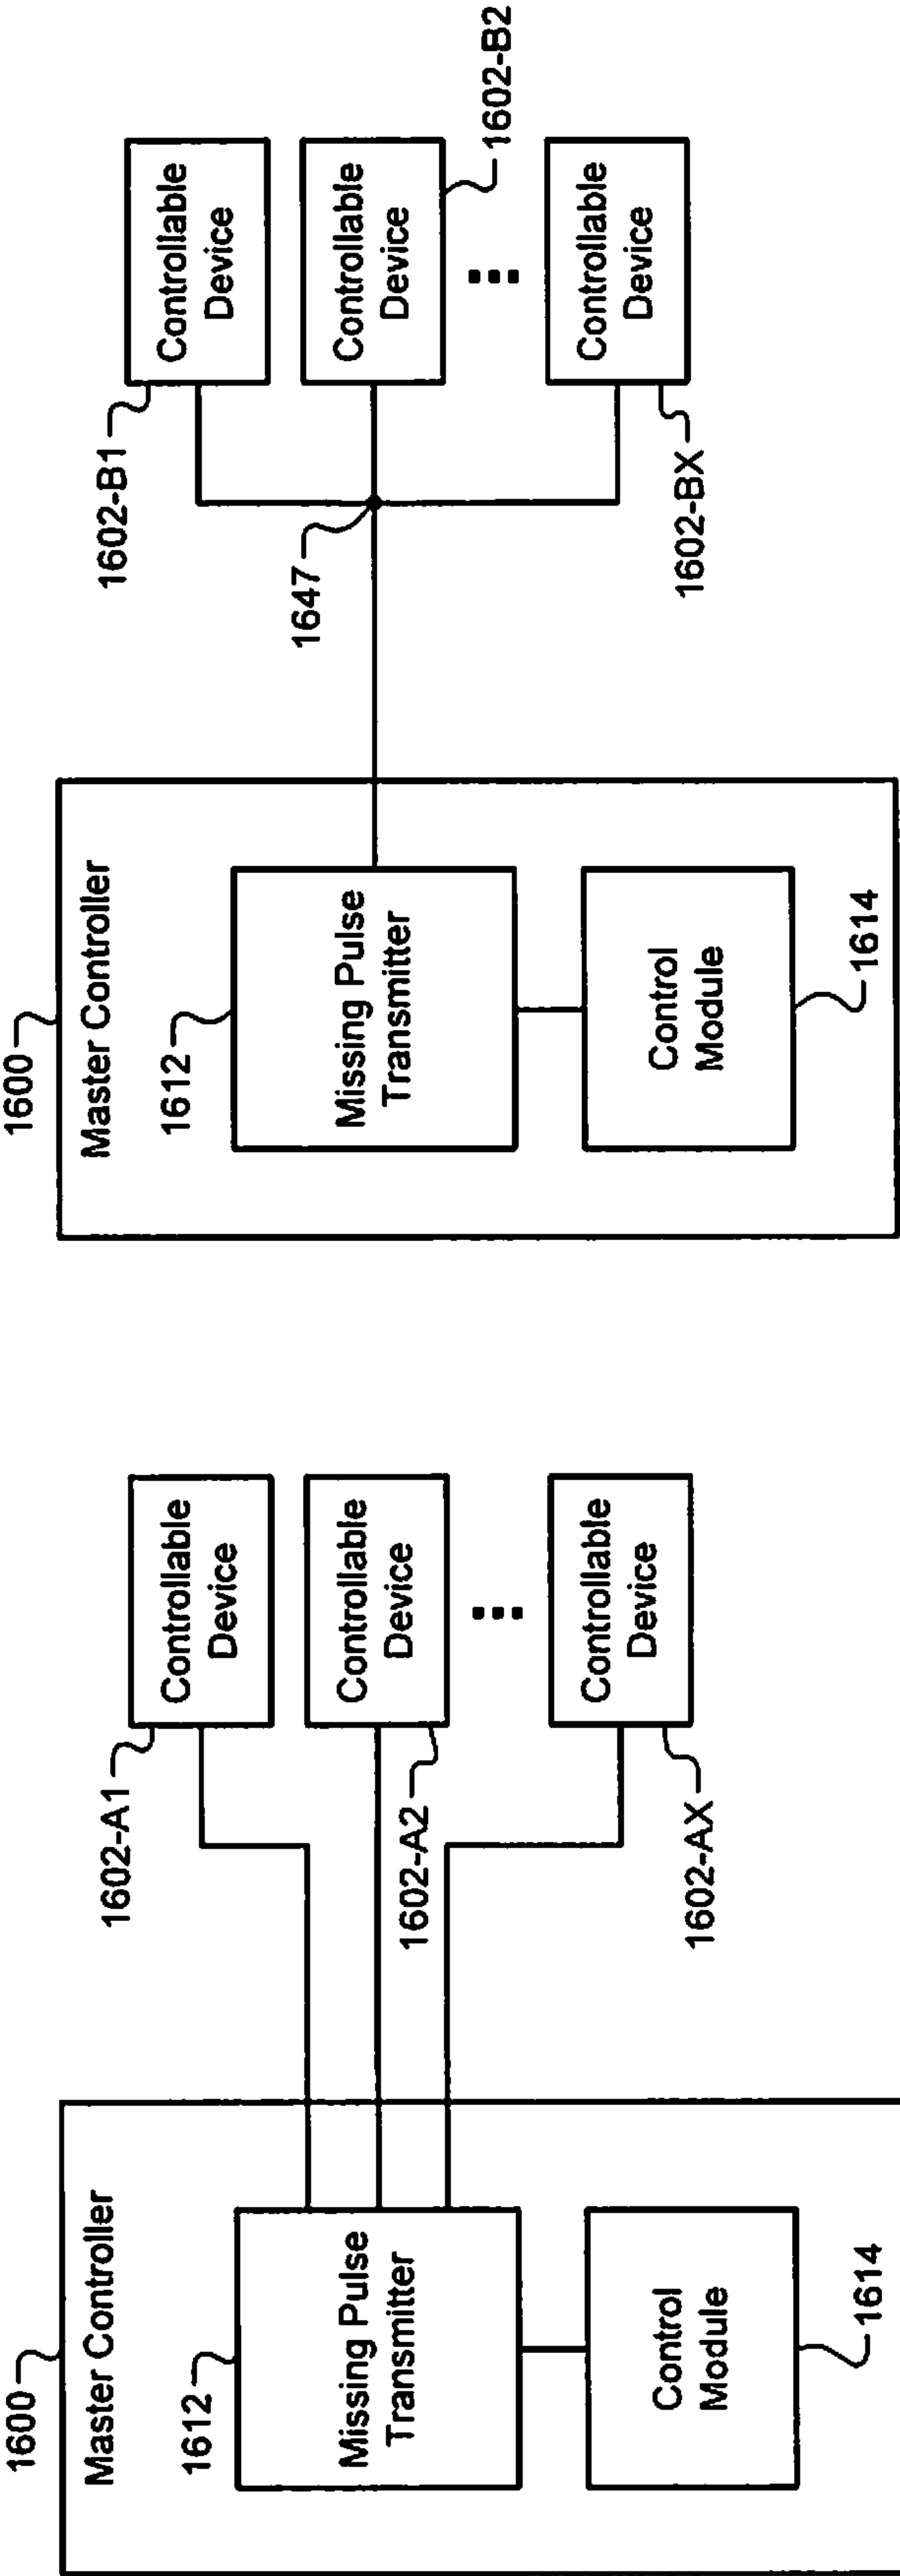 1600
Master Controller
1612
Missing Pulse
Transmitter
Control
Module
1614
1602-A1
Controllable
Device
Controllable
Device
1602-A2
Controllable
Device
1602-AX
1600
Master Controller
1612
Missing Pulse
Transmitter
Control
Module
1614
1647
1602-B1
Controllable
Device
Controllable
Device
1602-B2
Controllable
Device
1602-BX